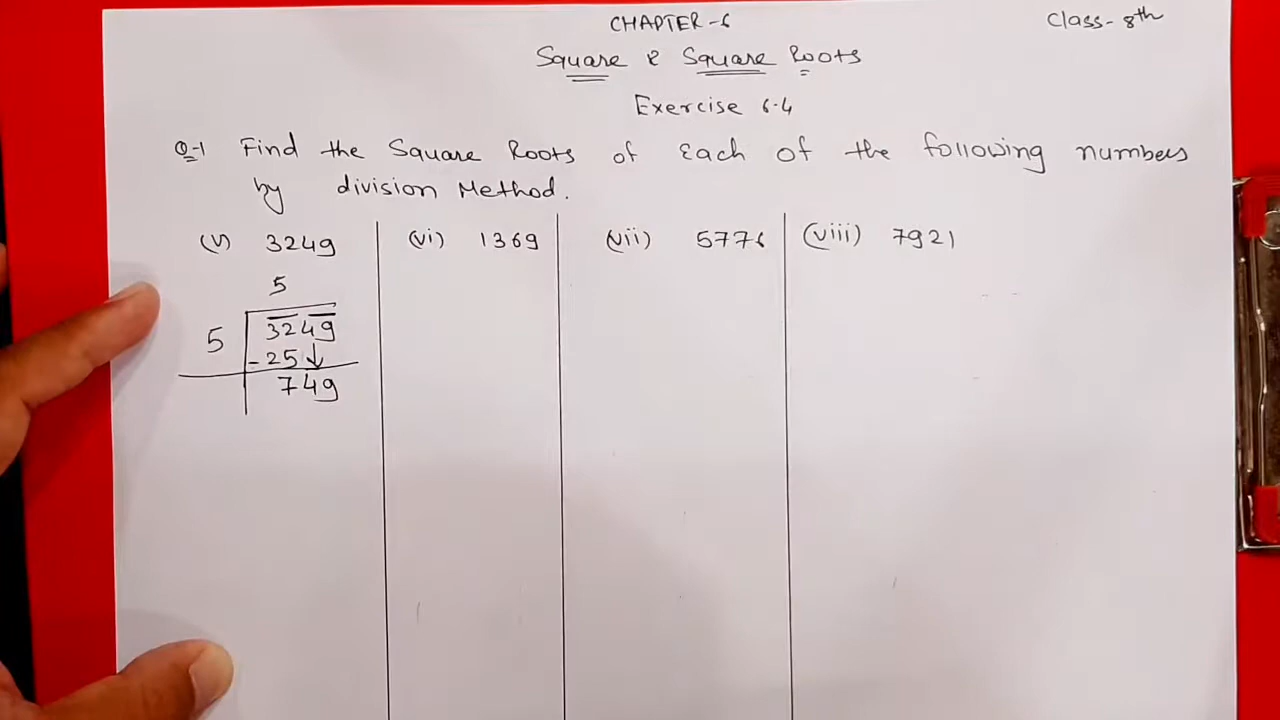 CHAPTER-6 Class-8th
Square & Square Roots
Exercise 6.4
Q-1 Find the Square Roots of Each of the following numbers
by division Method.
(v) 3249 (vi) 1369 (vii) 5776 (viii) 7921
5
5 3249
-25↓
749